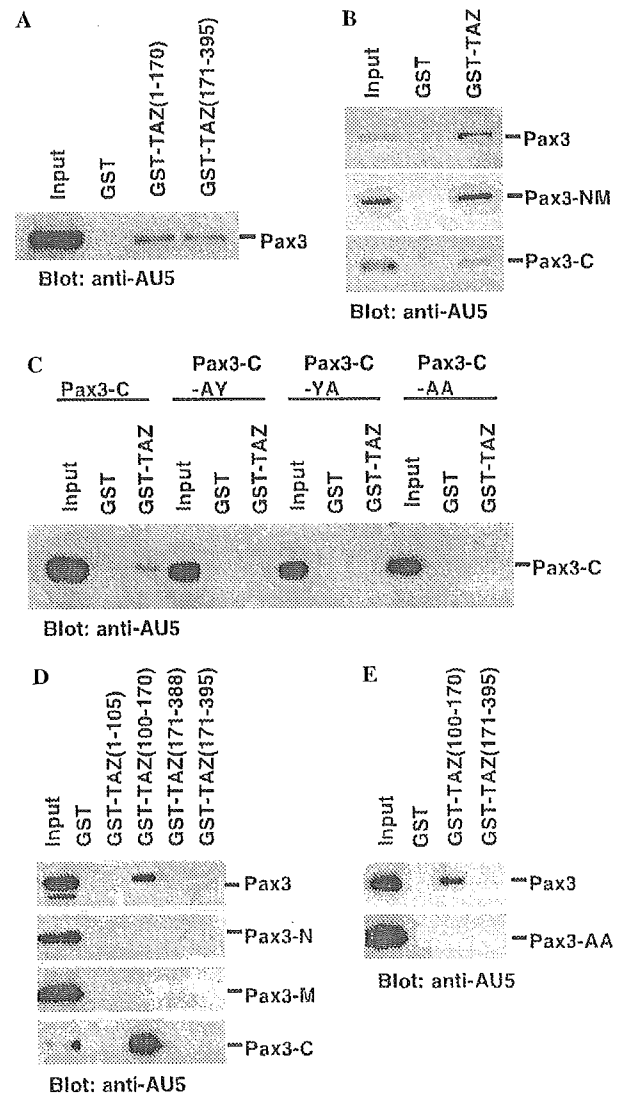 A
Input
GST
GST-TAZ(1-170)
GST-TAZ(171-395)
Pax3
Blot: anti-AU5
B
Input
GST
GST-TAZ
Pax3
Pax3-NM
Pax3-C
Blot: anti-AU5
C
Pax3-C
Pax3-C
-AY
Pax3-C
-YA
Pax3-C
-AA
Input
GST
GST-TAZ
Input
GST
GST-TAZ
Input
GST
GST-TAZ
Input
GST
GST-TAZ
Pax3-C
Blot: anti-AU5
D
Input
GST
GST-TAZ(1-105)
GST-TAZ(100-170)
GST-TAZ(171-388)
GST-TAZ(171-395)
Pax3
Pax3-N
Pax3-M
Pax3-C
Blot: anti-AU5
E
Input
GST
GST-TAZ(100-170)
GST-TAZ(171-395)
Pax3
Pax3-AA
Blot: anti-AU5